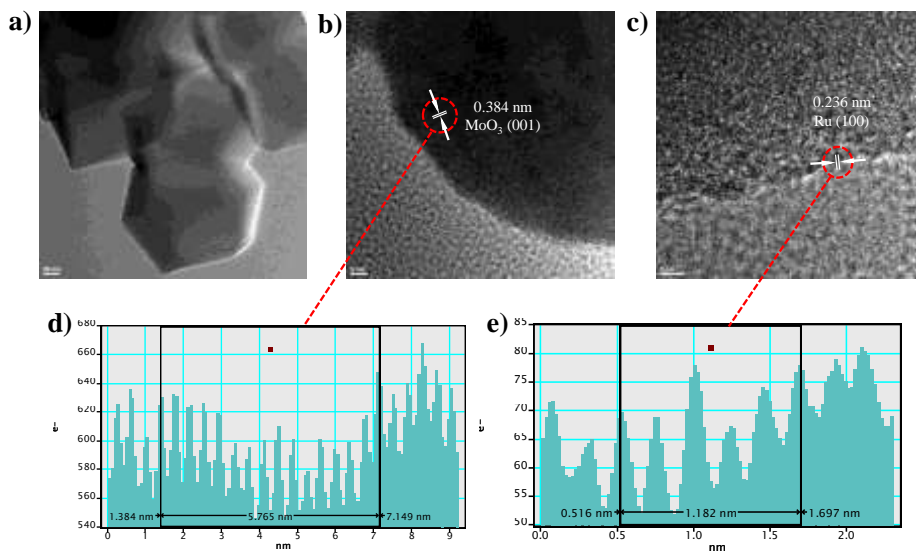 a)
b)
c)
0.384 nm
MoO₃ (001)
0.236 nm
Ru (100)
d)
e)
680
660
640
620
600
580
560
540
1.384 nm
5.765 nm
7.149 nm
0 1 2 3 4 5 6 7 8 9
nm
85
80
75
70
65
60
55
50
0.516 nm
1.182 nm
1.697 nm
0.0 0.5 1.0 1.5 2.0
nm